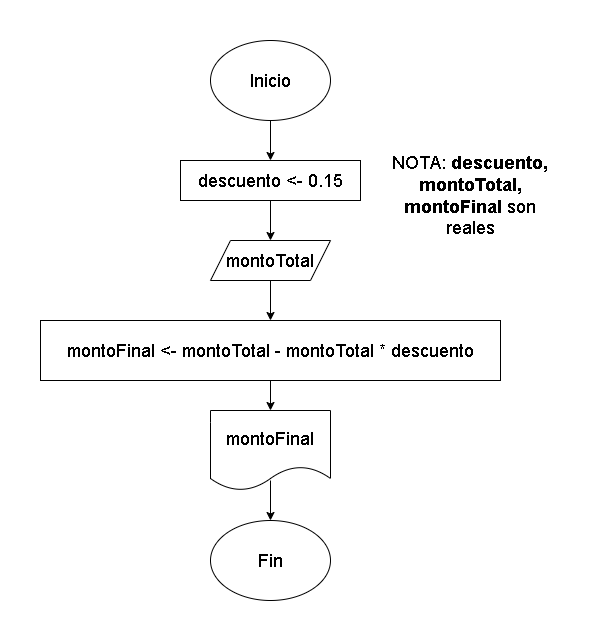 Inicio
descuento <- 0.15
NOTA: descuento,
montoTotal,
montoFinal son
reales
montoTotal
montoFinal <- montoTotal - montoTotal * descuento
montoFinal
Fin